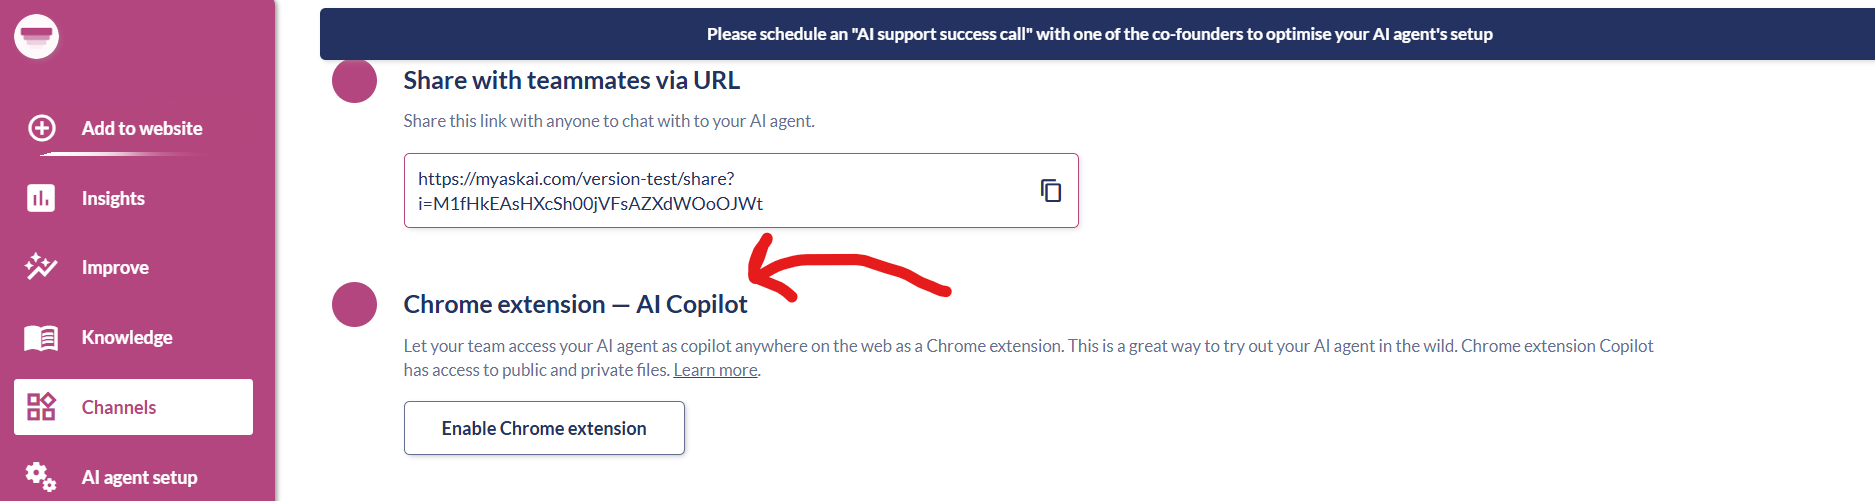 Please schedule an "AI support success call" with one of the co-founders to optimise your AI agent's setup
Add to website
Insights
Improve
Knowledge
Channels
AI agent setup
Share with teammates via URL
Share this link with anyone to chat with to your AI agent.
https://myaskai.com/version-test/share?
i=M1fHkEAsHXcSh00jVFsAZXdWOoOJWt
Chrome extension — AI Copilot
Let your team access your AI agent as copilot anywhere on the web as a Chrome extension. This is a great way to try out your AI agent in the wild. Chrome extension Copilot
has access to public and private files. Learn more.
Enable Chrome extension